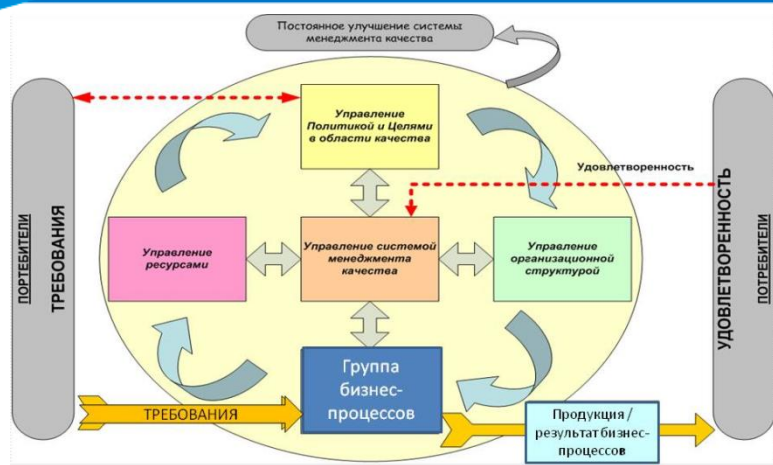 Постоянное улучшение системы
менеджмента качества
ПОРТЕБИТЕЛИ
ТРЕБОВАНИЯ
Управление
Политикой и Целями
в области качества
Удовлетворенность
Управление
ресурсами
Управление системой
менеджмента
качества
Управление
организационной
структурой
УДОВЛЕТВОРЕННОСТЬ
ПОТРЕБИТЕЛИ
Группа
бизнес-
процессов
ТРЕБОВАНИЯ
Продукция /
результат бизнес-
процессов